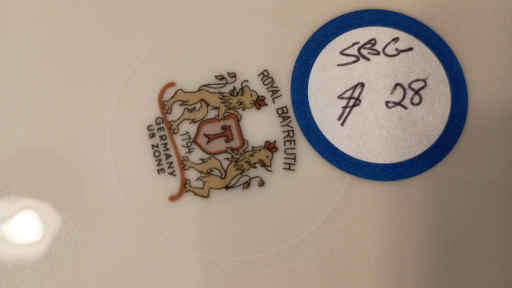 ROYAL BAYREUTH
T
1794
GERMANY
US ZONE
SBG
$ 28